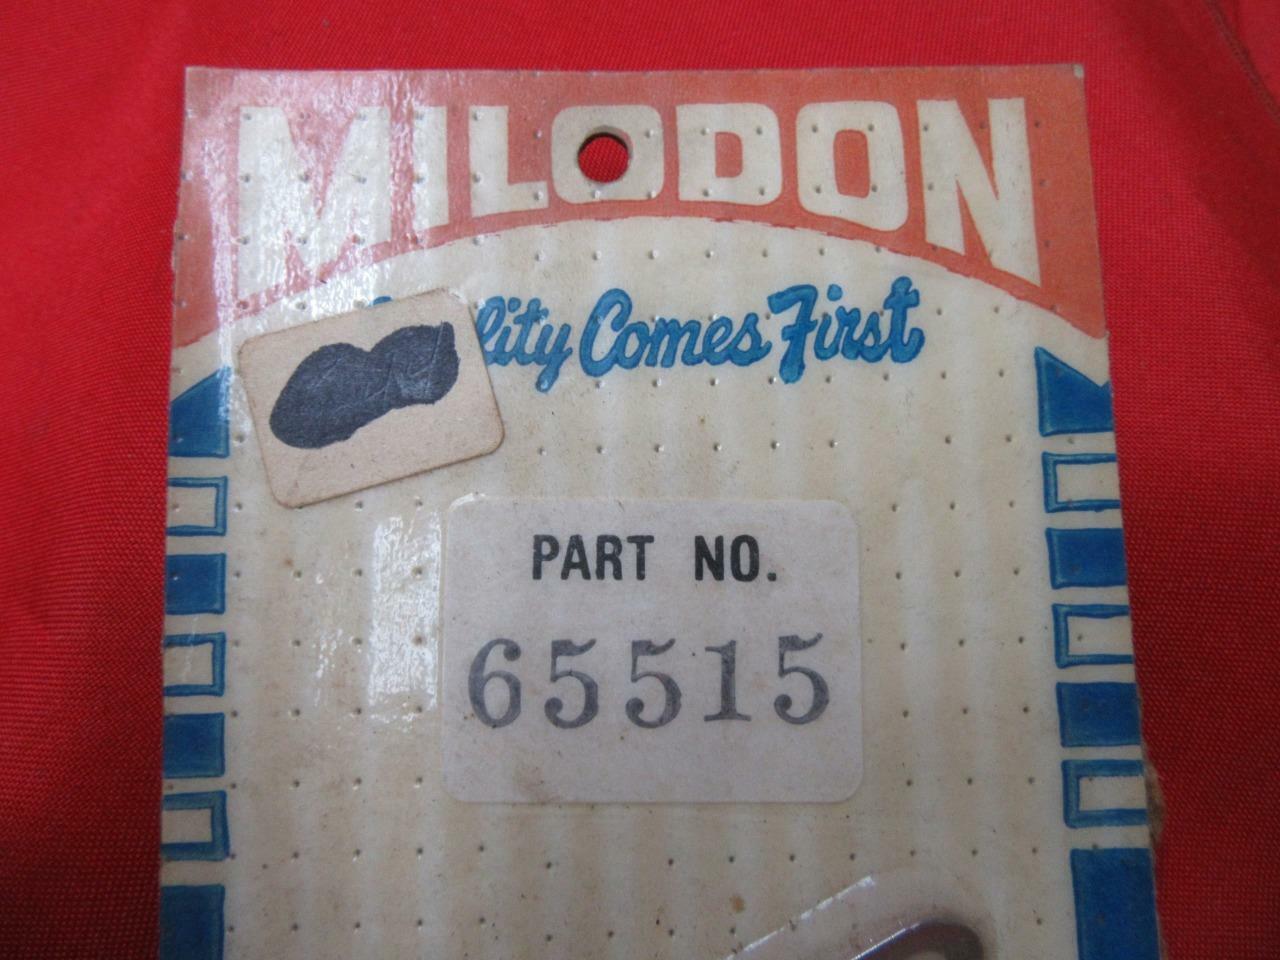 MILODON
lity Comes First
PART NO.
65515